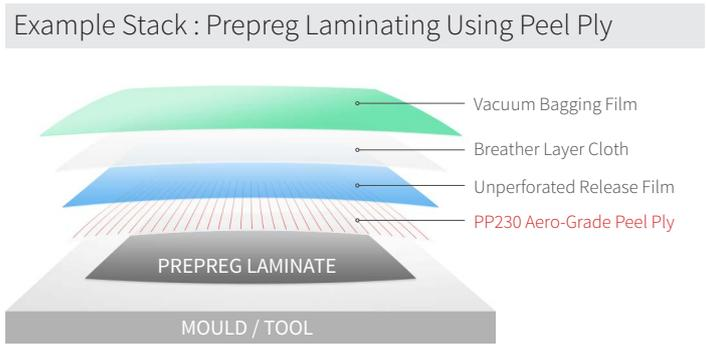 Example Stack : Prepreg Laminating Using Peel Ply
Vacuum Bagging Film
Breather Layer Cloth
Unperforated Release Film
PP230 Aero-Grade Peel Ply
PREPREG LAMINATE
MOULD / TOOL